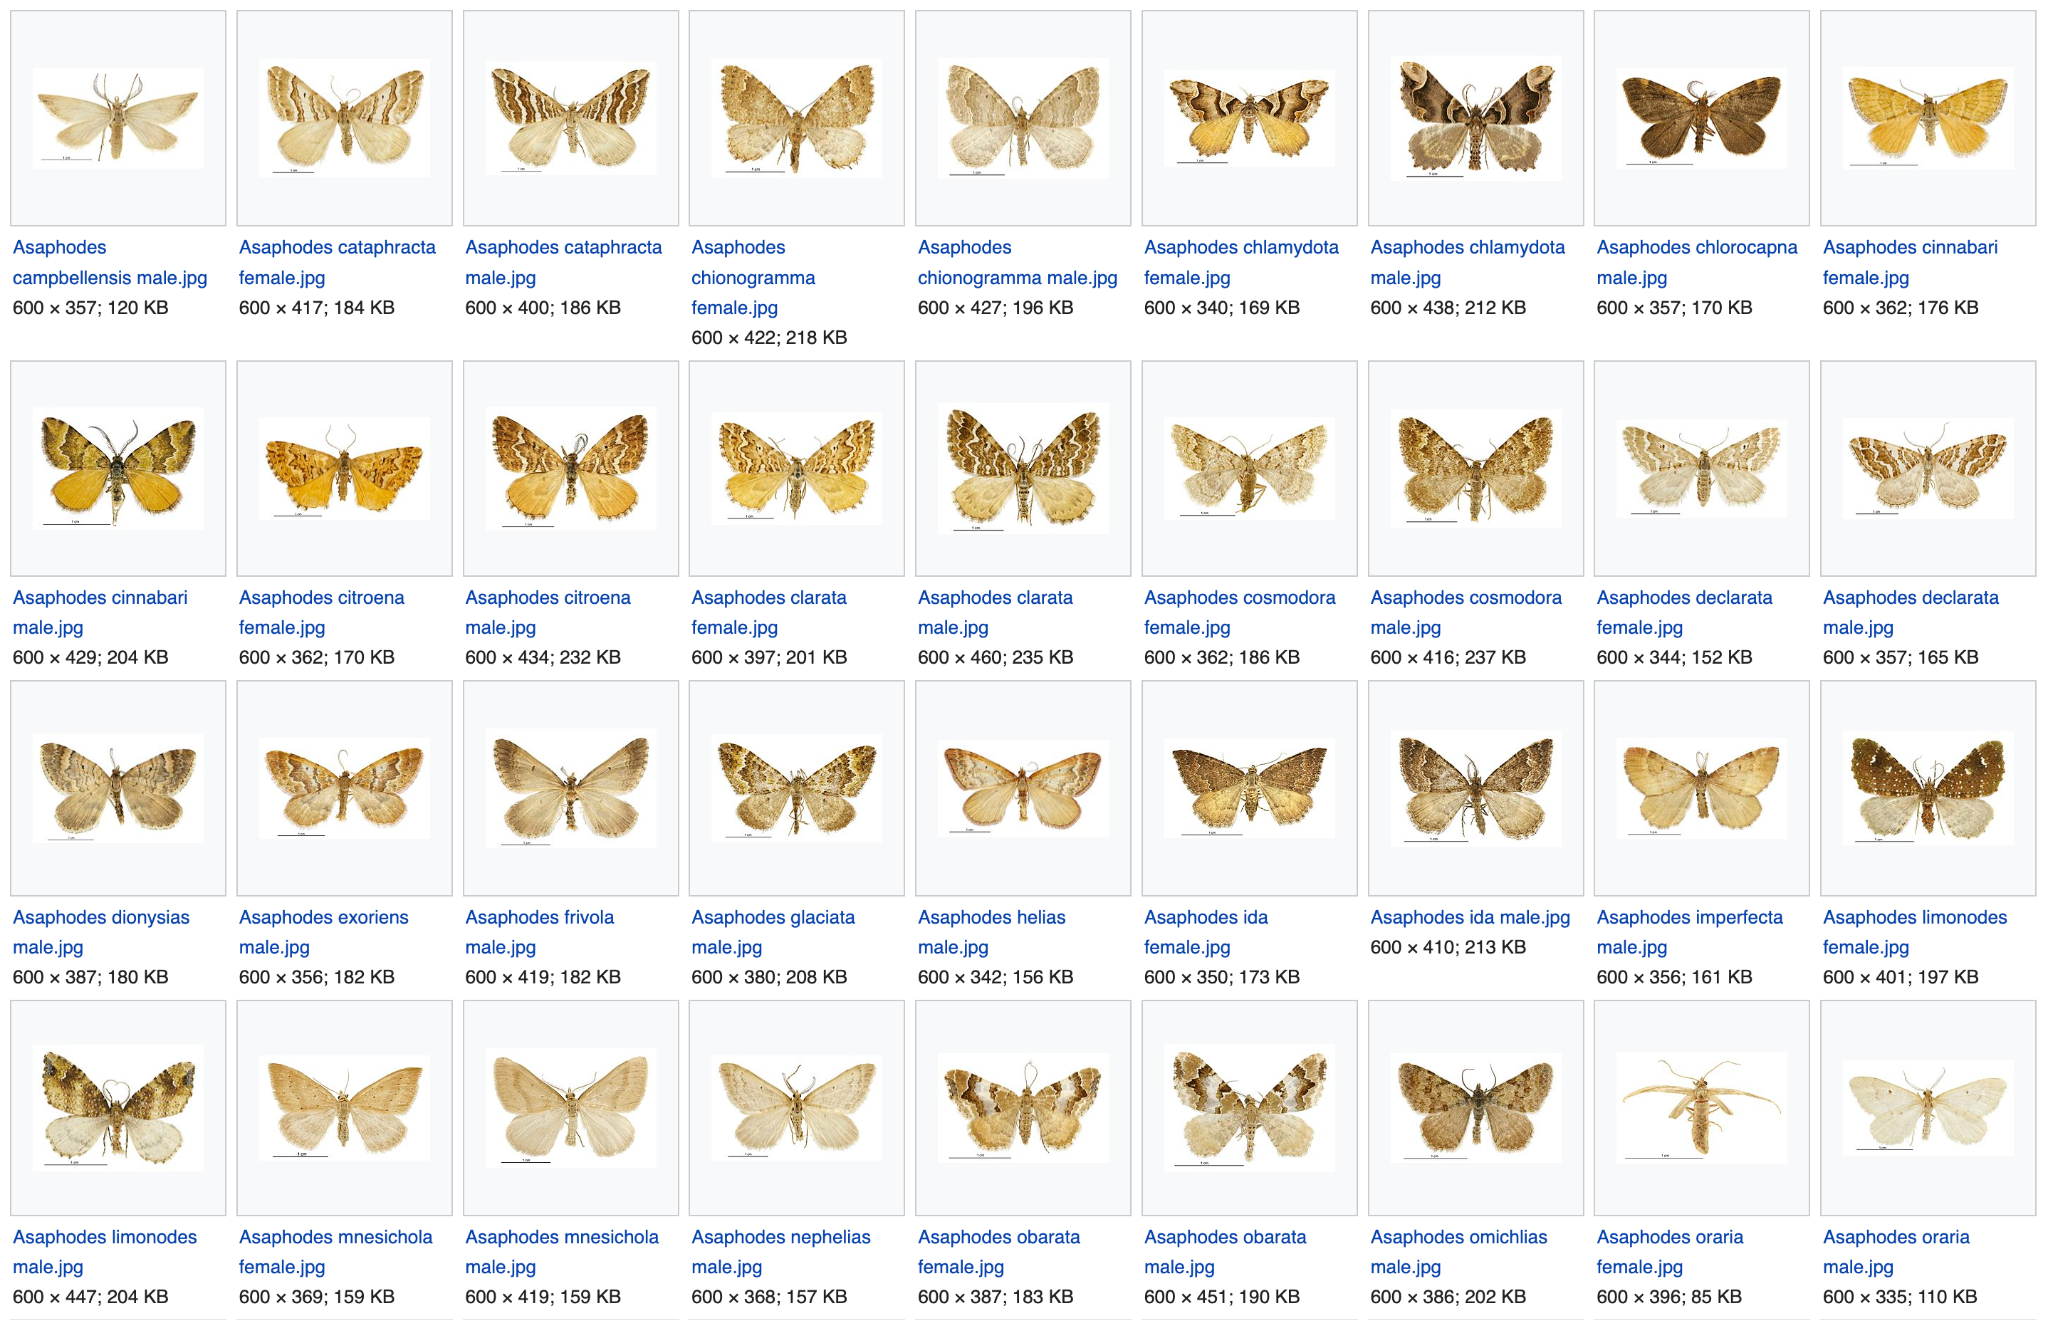 Asaphodes
campbellensis male.jpg
600 × 357; 120 KB
Asaphodes cataphracta
female.jpg
600 × 417; 184 KB
Asaphodes cataphracta
male.jpg
600 × 400; 186 KB
Asaphodes
chionogramma
female.jpg
600 × 422; 218 KB
Asaphodes
chionogramma male.jpg
600 × 427; 196 KB
Asaphodes chlamydota
female.jpg
600 × 340; 169 KB
Asaphodes chlamydota
male.jpg
600 × 438; 212 KB
Asaphodes chlorocapna
male.jpg
600 × 357; 170 KB
Asaphodes cinnabari
female.jpg
600 × 362; 176 KB
Asaphodes cinnabari
male.jpg
600 × 429; 204 KB
Asaphodes citroena
female.jpg
600 × 362; 170 KB
Asaphodes citroena
male.jpg
600 × 434; 232 KB
Asaphodes clarata
female.jpg
600 × 397; 201 KB
Asaphodes clarata
male.jpg
600 × 460; 235 KB
Asaphodes cosmodora
female.jpg
600 × 362; 186 KB
Asaphodes cosmodora
male.jpg
600 × 416; 237 KB
Asaphodes declarata
female.jpg
600 × 344; 152 KB
Asaphodes declarata
male.jpg
600 × 357; 165 KB
Asaphodes dionysias
male.jpg
600 × 387; 180 KB
Asaphodes exoriens
male.jpg
600 × 356; 182 KB
Asaphodes frivola
male.jpg
600 × 419; 182 KB
Asaphodes glaciata
male.jpg
600 × 380; 208 KB
Asaphodes helias
male.jpg
600 × 342; 156 KB
Asaphodes ida
female.jpg
600 × 350; 173 KB
Asaphodes ida male.jpg
600 × 410; 213 KB
Asaphodes imperfecta
male.jpg
600 × 356; 161 KB
Asaphodes limonodes
female.jpg
600 × 401; 197 KB
Asaphodes limonodes
male.jpg
600 × 447; 204 KB
Asaphodes mnesichola
female.jpg
600 × 369; 159 KB
Asaphodes mnesichola
male.jpg
600 × 419; 159 KB
Asaphodes nephelias
male.jpg
600 × 368; 157 KB
Asaphodes obarata
female.jpg
600 × 387; 183 KB
Asaphodes obarata
male.jpg
600 × 451; 190 KB
Asaphodes omichlias
male.jpg
600 × 386; 202 KB
Asaphodes oraria
female.jpg
600 × 396; 85 KB
Asaphodes oraria
male.jpg
600 × 335; 110 KB